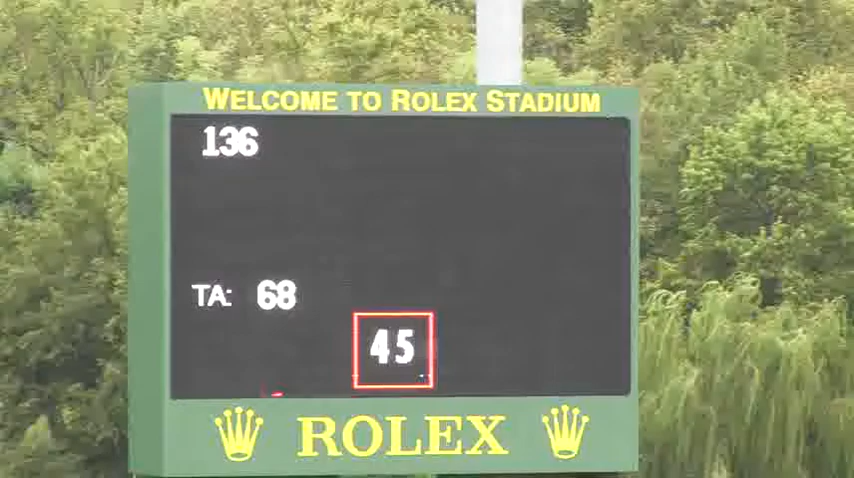 WELCOME TO ROLEX STADIUM
136
TA: 68
45
ROLEX